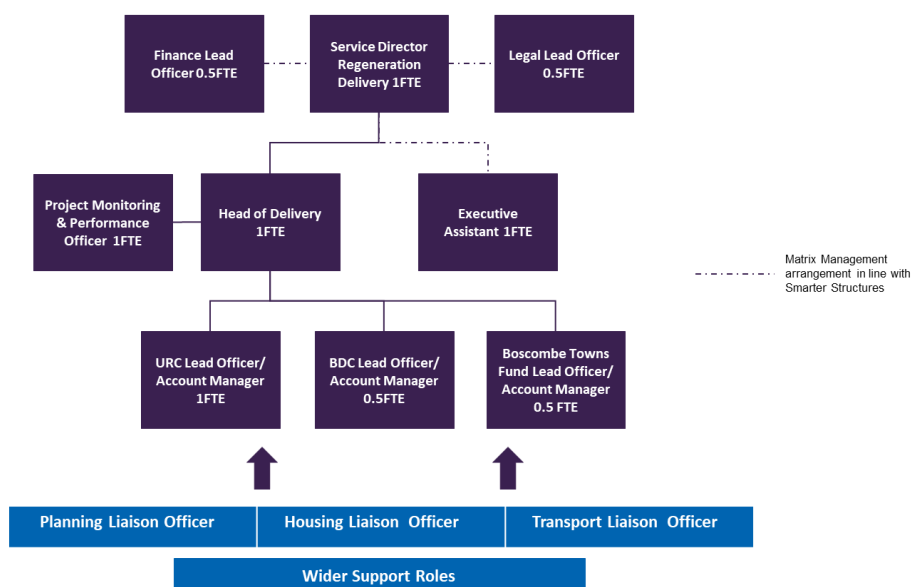 Finance Lead
Officer 0.5FTE
Service Director
Regeneration
Delivery 1FTE
Legal Lead Officer
0.5FTE
Project Monitoring
& Performance
Officer 1FTE
Head of Delivery
1FTE
Executive
Assistant 1FTE
Matrix Management
arrangement in line with
Smarter Structures
URC Lead Officer/
Account Manager
1FTE
BDC Lead Officer/
Account Manager
0.5FTE
Boscombe Towns
Fund Lead Officer/
Account Manager
0.5 FTE
Planning Liaison Officer
Housing Liaison Officer
Transport Liaison Officer
Wider Support Roles